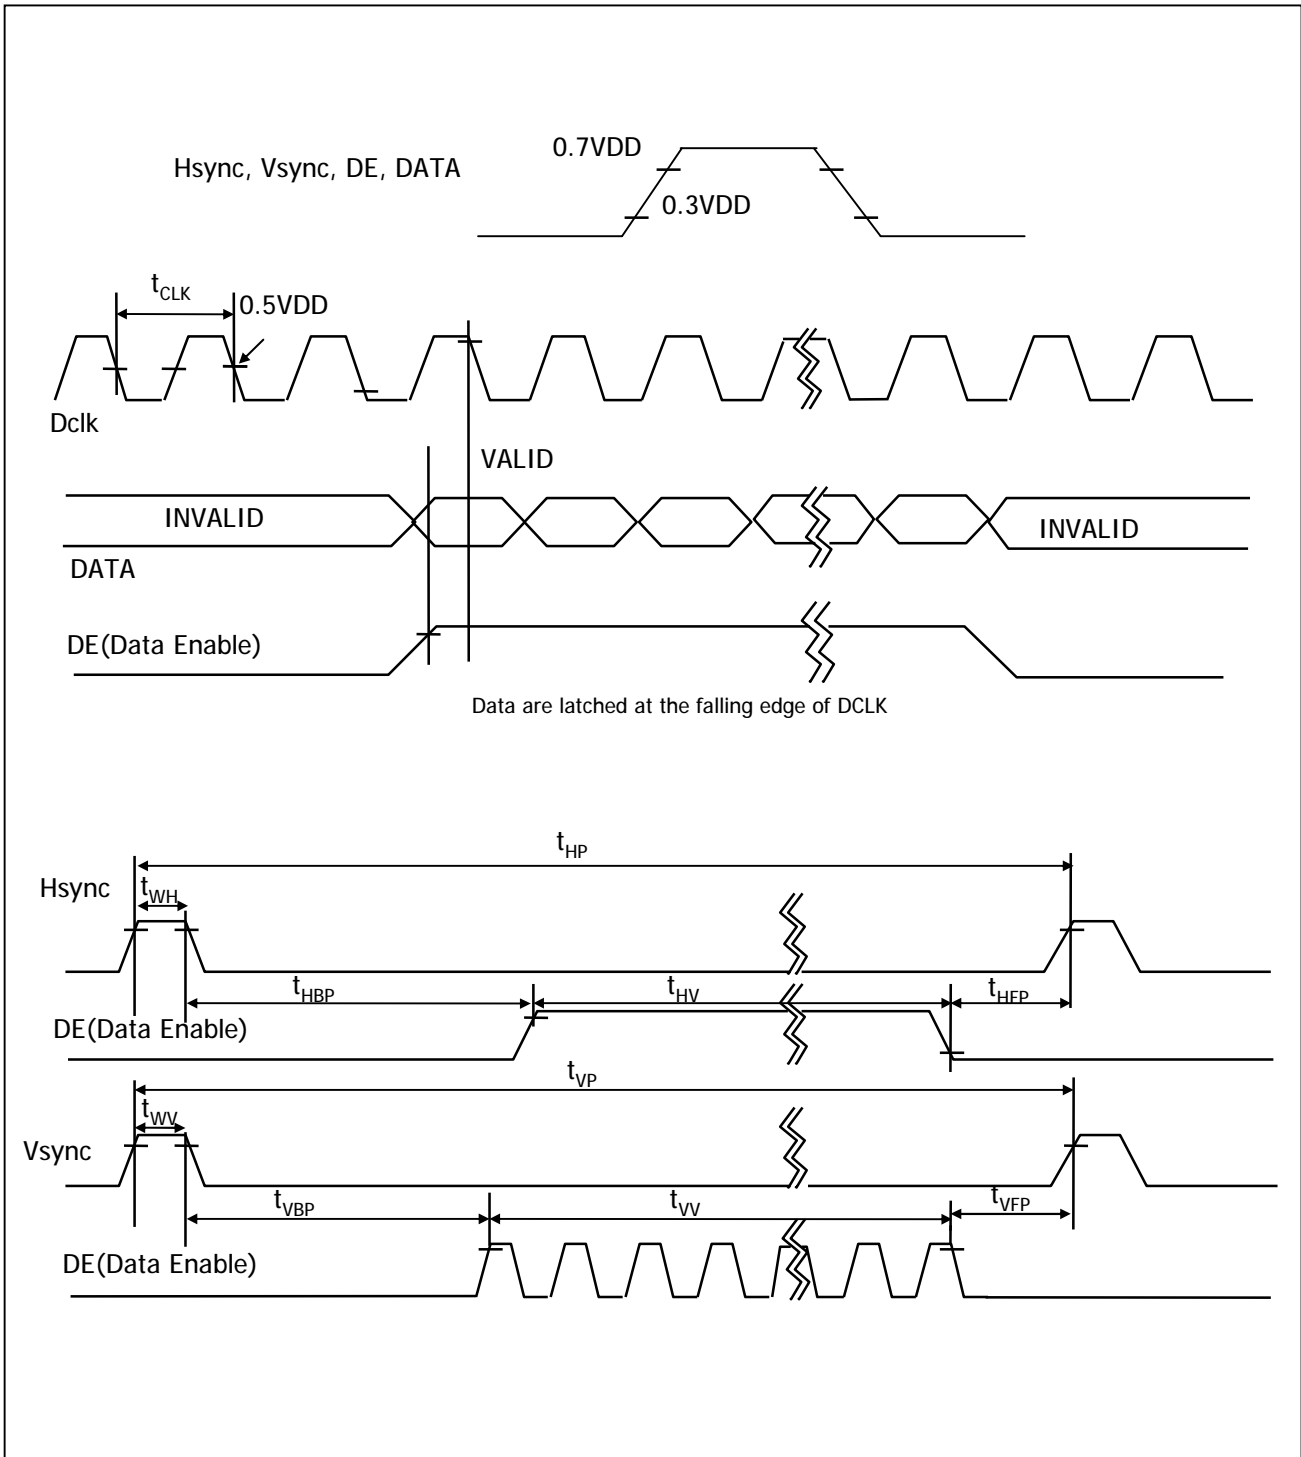 0.7VDD
Hsync, Vsync, DE, DATA
0.3VDD
tCLK
0.5VDD
Dclk
VALID
INVALID
INVALID
DATA
DE(Data Enable)
Data are latched at the falling edge of DCLK
tHP
Hsync
tWH
tHBP
tHV
tHFP
DE(Data Enable)
tVP
tWV
Vsync
tVBP
tVV
tVFP
DE(Data Enable)